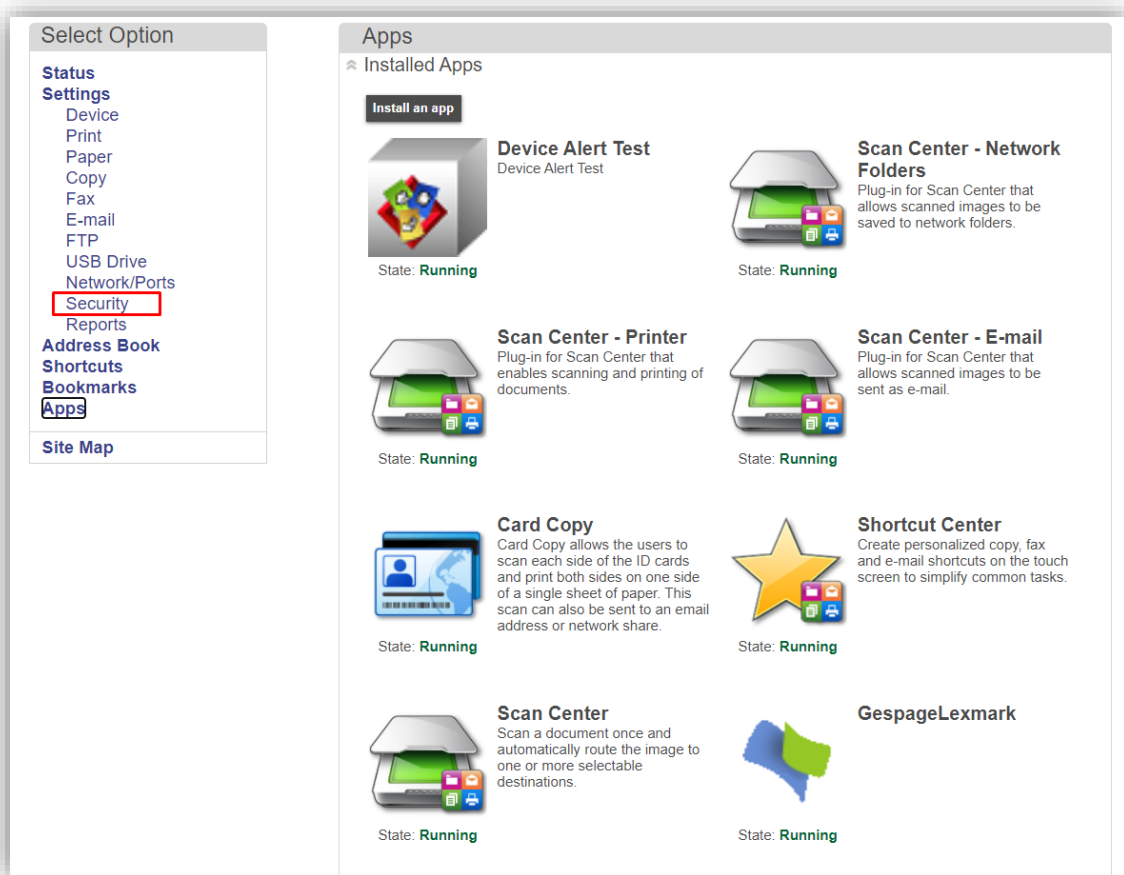 Select Option
Status
Settings
Device
Print
Paper
Copy
Fax
E-mail
FTP
USB Drive
Network/Ports
Security
Reports
Address Book
Shortcuts
Bookmarks
Apps
Site Map
Apps
Installed Apps
Install an app
Device Alert Test
Device Alert Test
State: Running
Scan Center - Network
Folders
Plug-in for Scan Center that
allows scanned images to be
saved to network folders.
State: Running
Scan Center - Printer
Plug-in for Scan Center that
enables scanning and printing of
documents.
State: Running
Scan Center - E-mail
Plug-in for Scan Center that
allows scanned images to be
sent as e-mail.
State: Running
Card Copy
Card Copy allows the users to
scan each side of the ID cards
and print both sides on one side
of a single sheet of paper. This
scan can also be sent to an email
address or network share.
State: Running
Shortcut Center
Create personalized copy, fax
and e-mail shortcuts on the touch
screen to simplify common tasks.
State: Running
Scan Center
Scan a document once and
automatically route the image to
one or more selectable
destinations.
State: Running
GespageLexmark
State: Running